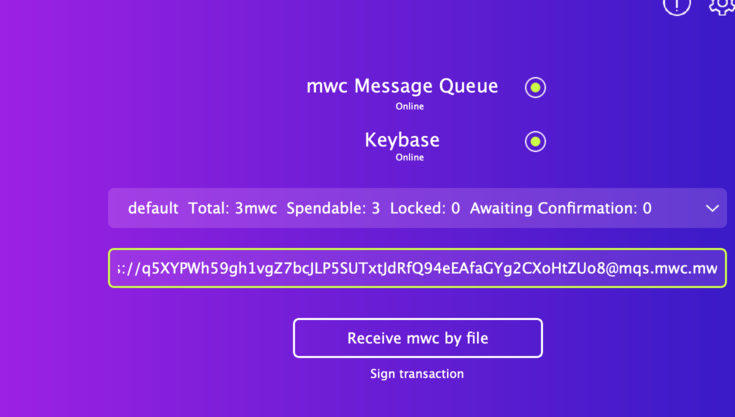 mwc Message Queue
Online
Keybase
Online
default Total: 3mwc Spendable: 3 Locked: 0 Awaiting Confirmation: 0
://q5XYPWh59gh1vgZ7bcJLP5SUTxtJdRfQ94eEAfaGYg2CXoHtZUo8@mqs.mwc.mw
Receive mwc by file
Sign transaction